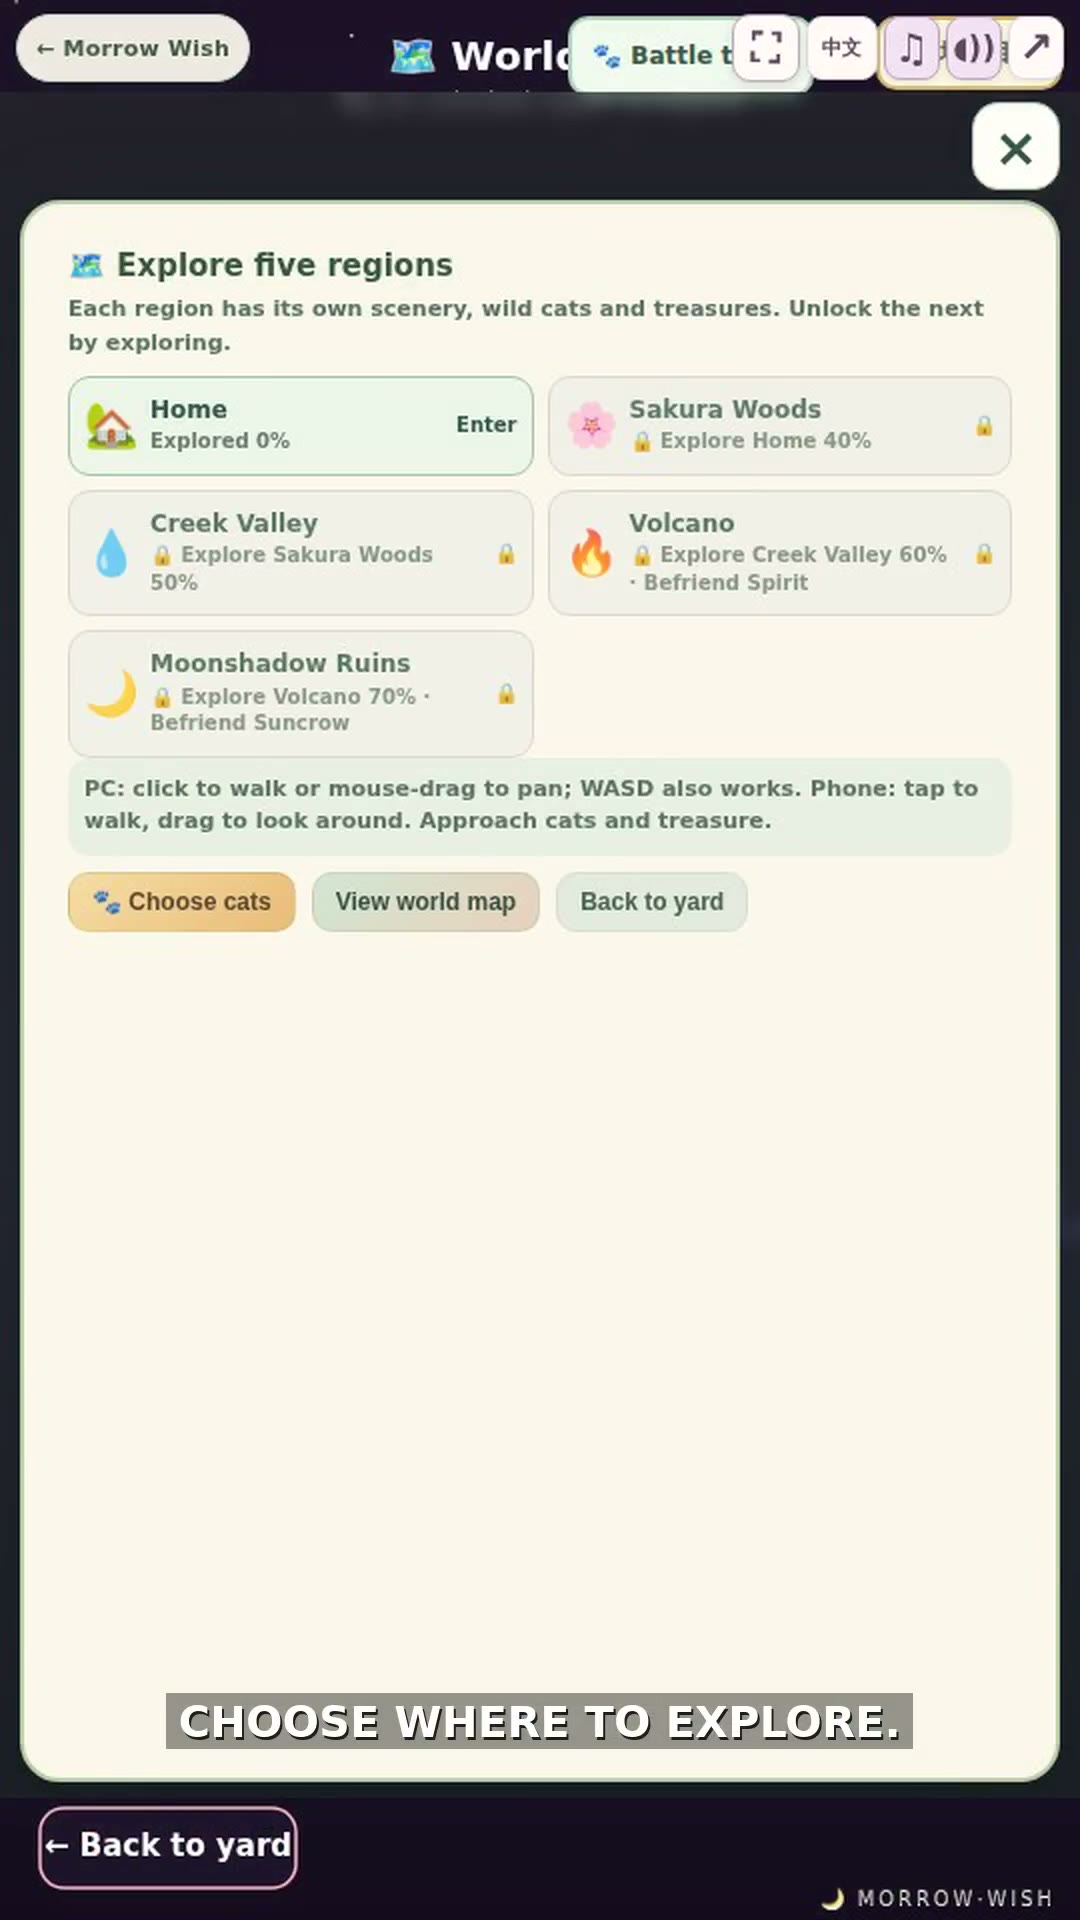 ← Morrow Wish
Battle t
中文
Explore five regions
Each region has its own scenery, wild cats and treasures. Unlock the next
by exploring.
Home
Explored 0%
Enter
Sakura Woods
Explore Home 40%
Creek Valley
Explore Sakura Woods
50%
Volcano
Explore Creek Valley 60%
· Befriend Spirit
Moonshadow Ruins
Explore Volcano 70% ·
Befriend Suncrow
PC: click to walk or mouse-drag to pan; WASD also works. Phone: tap to
walk, drag to look around. Approach cats and treasure.
Choose cats
View world map
Back to yard
CHOOSE WHERE TO EXPLORE.
← Back to yard
MORROW·WISH